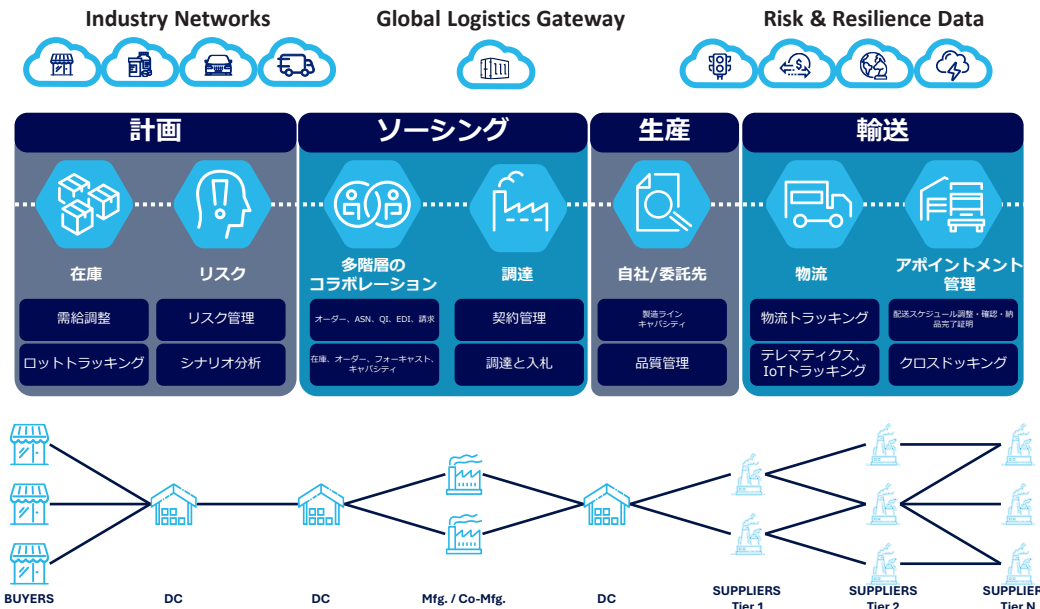 Industry Networks
Global Logistics Gateway
Risk & Resilience Data
計画
ソーシング
生産
輸送
在庫
リスク
多階層の
コラボレーション
調達
自社/委託先
物流
アポイントメント
管理
需給調整
リスク管理
オーダー、ASN、QI、EDI、請求
契約管理
製造ライン
キャパシティ
物流トラッキング
配送スケジュール調整・確認・納
品完了証明
ロットトラッキング
シナリオ分析
在庫、オーダー、フォーキャスト、
キャパシティ
調達と入札
品質管理
テレマティクス、
IoTトラッキング
クロスドッキング
BUYERS
DC
DC
Mfg. / Co-Mfg.
DC
SUPPLIERS
Tier 1
SUPPLIERS
Tier 2
SUPPLIER
Tier N